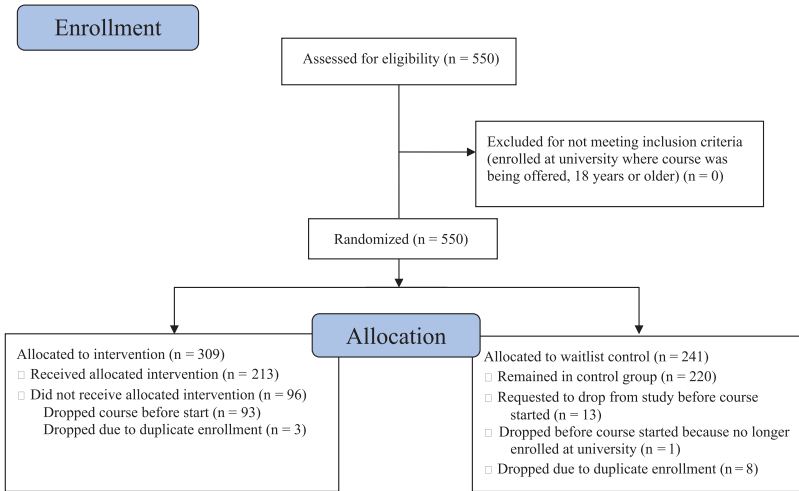 Enrollment
Assessed for eligibility (n = 550)
Excluded for not meeting inclusion criteria
(enrolled at university where course was
being offered, 18 years or older) (n = 0)
Randomized (n = 550)
Allocation
Allocated to intervention (n = 309)
Received allocated intervention (n = 213)
Did not receive allocated intervention (n = 96)
Dropped course before start (n = 93)
Dropped due to duplicate enrollment (n = 3)
Allocated to waitlist control (n = 241)
Remained in control group (n = 220)
Requested to drop from study before course
started (n = 13)
Dropped before course started because no longer
enrolled at university (n = 1)
Dropped due to duplicate enrollment (n = 8)